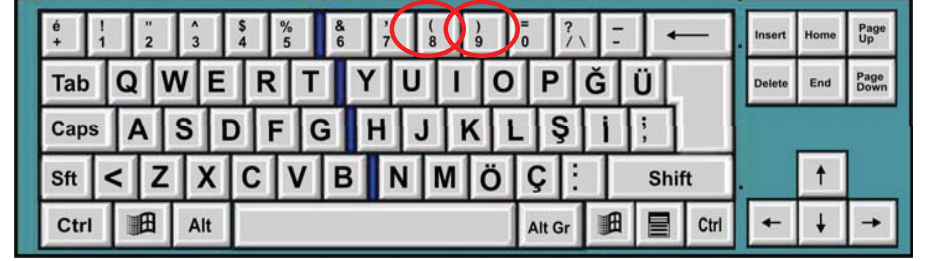 é ! " ^ $ % & ' ( ) = ? _
+ 1 2 3 4 5 6 7 8 9 0 / \ -
Insert Home Page Up
Tab Q W E R T Y U I O P Ğ Ü
Delete End Page Down
Caps A S D F G H J K L Ş İ ; ,
Sft < Z X C V B N M Ö Ç : . Shift
Ctrl Alt Alt Gr Ctrl